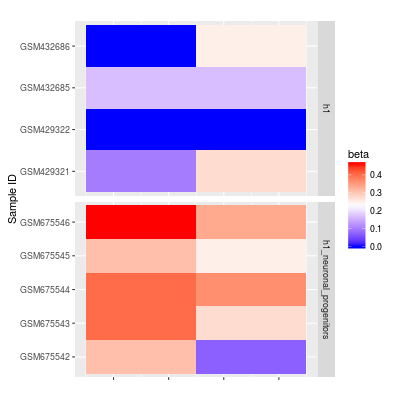 GSM432686
GSM432685
GSM429322
GSM429321
h1
GSM675546
GSM675545
GSM675544
GSM675543
GSM675542
h1_neuronal_progenitors
Sample ID
beta
0.4
0.3
0.2
0.1
0.0